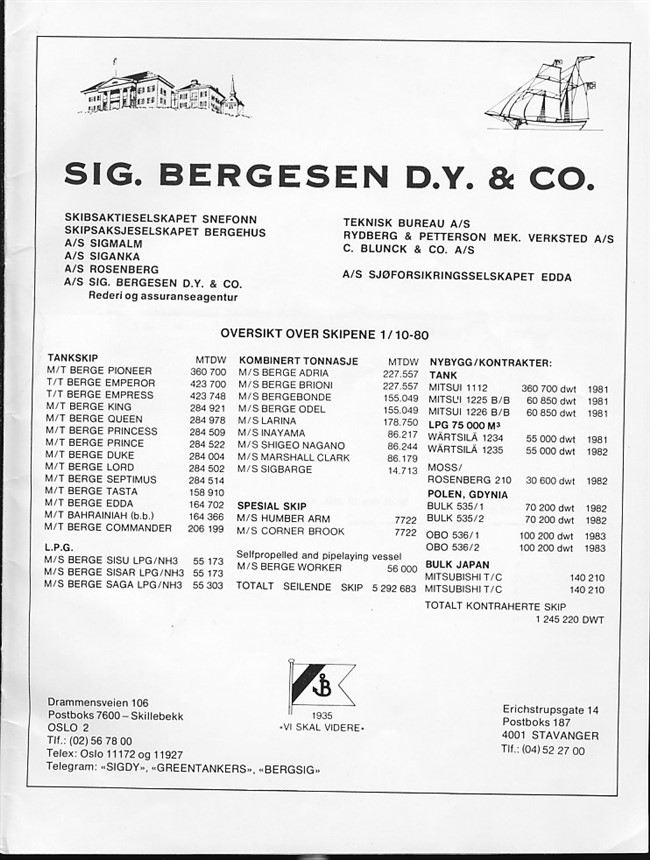 SIG. BERGESEN D.Y. & CO.
SKIBSAKTIESELSKAPET SNEFONN
SKIPSAKSJESELSKAPET BERGEHUS
A/S SIGMALM
A/S SIGANKA
A/S ROSENBERG
A/S SIG. BERGESEN D.Y. & CO.
Rederi og assuranseagentur
TEKNISK BUREAU A/S
RYDBERG & PETTERSON MEK. VERKSTED A/S
C. BLUNCK & CO. A/S
A/S SJØFORSIKRINGSSELSKAPET EDDA
OVERSIKT OVER SKIPENE 1/10-80
TANKSKIP MTDW
M/T BERGE PIONEER 360 700
T/T BERGE EMPEROR 423 700
T/T BERGE EMPRESS 423 748
M/T BERGE KING 284 921
M/T BERGE QUEEN 284 978
M/T BERGE PRINCESS 284 509
M/T BERGE PRINCE 284 522
M/T BERGE DUKE 284 004
M/T BERGE LORD 284 502
M/T BERGE SEPTIMUS 284 514
M/T BERGE TASTA 158 910
M/T BERGE EDDA 164 702
M/T BAHRAINIAH (b.b.) 164 366
M/T BERGE COMMANDER 206 199
L.P.G.
M/S BERGE SISU LPG/NH3 55 173
M/S BERGE SISAR LPG/NH3 55 173
M/S BERGE SAGA LPG/NH3 55 303
KOMBINERT TONNASJE MTDW
M/S BERGE ADRIA 227.557
M/S BERGE BRIONI 227.557
M/S BERGEBONDE 155.049
M/S BERGE ODEL 155.049
M/S LARINA 178.750
M/S INAYAMA 86.217
M/S SHIGEO NAGANO 86.244
M/S MARSHALL CLARK 86.179
M/S SIGBARGE 14.713
SPESIAL SKIP
M/S HUMBER ARM 7722
M/S CORNER BROOK 7722
Selfpropelled and pipelaying vessel
M/S BERGE WORKER 56 000
TOTALT SEILENDE SKIP 5 292 683
NYBYGG/KONTRAKTER:
TANK
MITSUI 1112 360 700 dwt 1981
MITSUI 1225 B/B 60 850 dwt 1981
MITSUI 1226 B/B 60 850 dwt 1981
LPG 75 000 M³
WÄRTSILÄ 1234 55 000 dwt 1981
WÄRTSILÄ 1235 55 000 dwt 1982
MOSS/
ROSENBERG 210 30 600 dwt 1982
POLEN, GDYNIA
BULK 535/1 70 200 dwt 1982
BULK 535/2 70 200 dwt 1982
OBO 536/1 100 200 dwt 1983
OBO 536/2 100 200 dwt 1983
BULK JAPAN
MITSUBISHI T/C 140 210
MITSUBISHI T/C 140 210
TOTALT KONTRAHERTE SKIP
1 245 220 DWT
B
1935
«VI SKAL VIDERE»
Drammensveien 106
Postboks 7600 – Skillebekk
OSLO 2
Tlf.: (02) 56 78 00
Telex: Oslo 11172 og 11927
Telegram: «SIGDY», «GREENTANKERS», «BERGSIG»
Erichstrupsgate 14
Postboks 187
4001 STAVANGER
Tlf.: (04) 52 27 00